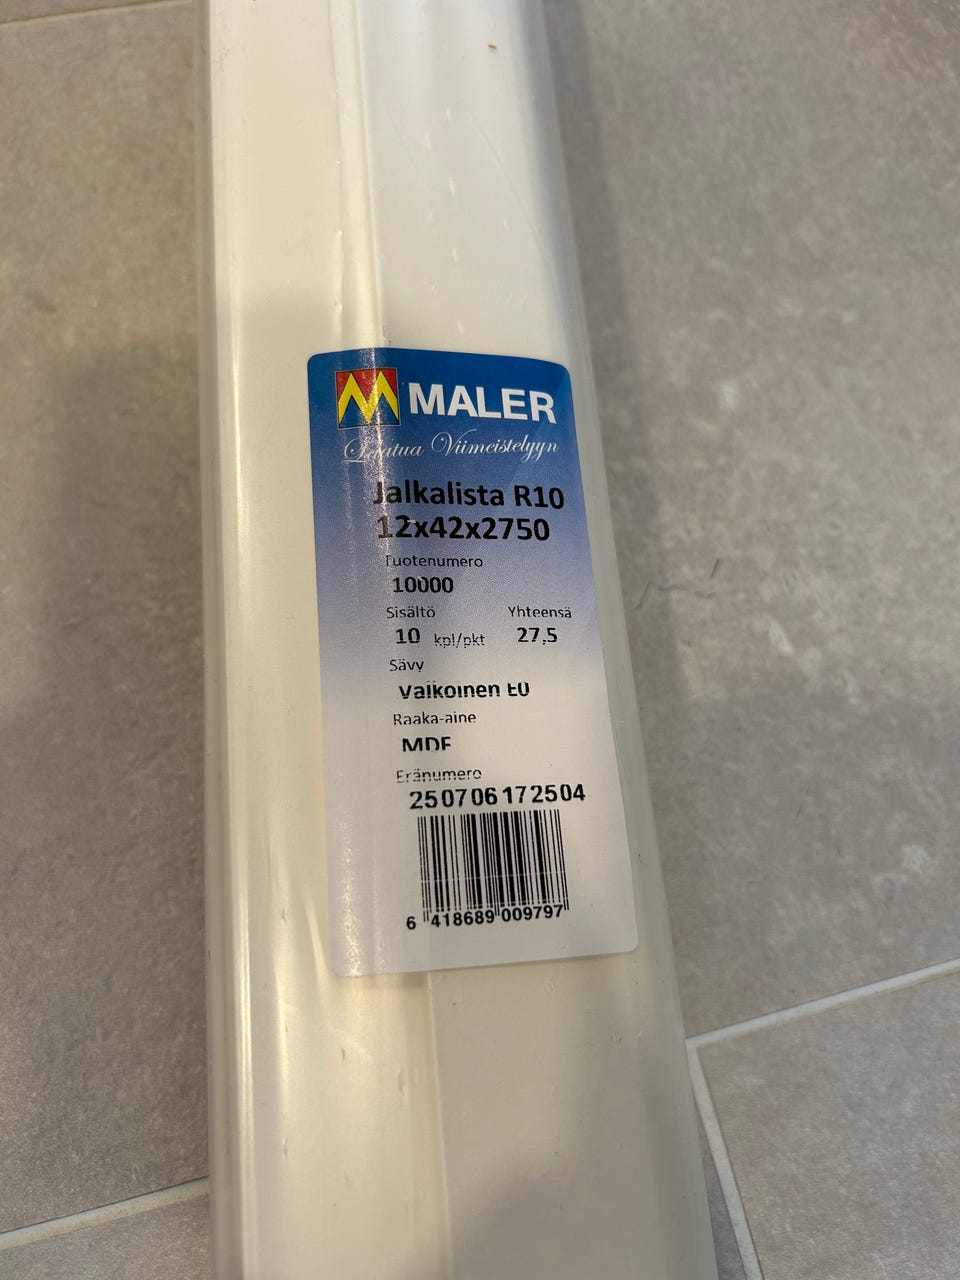 MALER
Laatua Viimeistelyyn
Jalkalista R10
12x42x2750
Tuotenumero
10000
Sisältö Yhteensä
10 kpl/pkt 27,5
Sävy
Valkoinen E0
Raaka-aine
MDF
Eränumero
250706172504
6 418689 009797